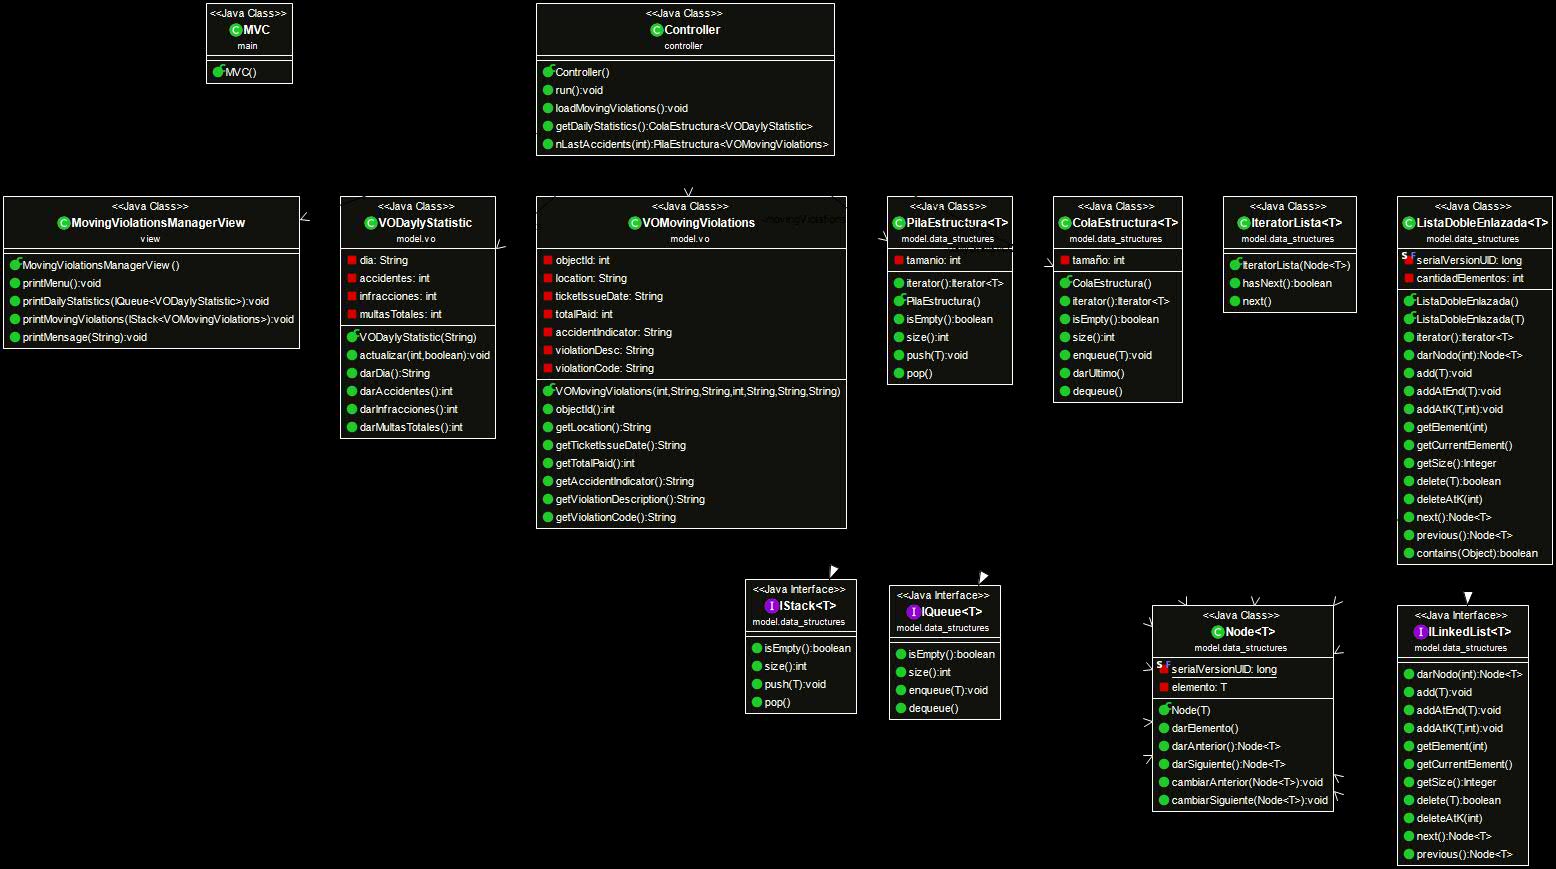 <<Java Class>>
MVC
main
MVC()
<<Java Class>>
Controller
controller
Controller()
run():void
loadMovingViolations():void
getDailyStatistics():ColaEstructura<VODaylyStatistic>
nLastAccidents(int):PilaEstructura<VOMovingViolations>
<<Java Class>>
MovingViolationsManagerView
view
MovingViolationsManagerView()
printMenu():void
printDailyStatistics(IQueue<VODaylyStatistic>):void
printMovingViolations(IStack<VOMovingViolations>):void
printMensage(String):void
<<Java Class>>
VODaylyStatistic
model.vo
dia: String
accidentes: int
infracciones: int
multasTotales: int
VODaylyStatistic(String)
actualizar(int,boolean):void
darDia():String
darAccidentes():int
darInfracciones():int
darMultasTotales():int
<<Java Class>>
VOMovingViolations
model.vo
objectId: int
location: String
ticketIssueDate: String
totalPaid: int
accidentIndicator: String
violationDesc: String
violationCode: String
VOMovingViolations(int,String,String,int,String,String,String)
objectId():int
getLocation():String
getTicketIssueDate():String
getTotalPaid():int
getAccidentIndicator():String
getViolationDescription():String
getViolationCode():String
<<Java Class>>
PilaEstructura<T>
model.data_structures
tamanio: int
iterator():Iterator<T>
PilaEstructura()
isEmpty():boolean
size():int
push(T):void
pop()
<<Java Class>>
ColaEstructura<T>
model.data_structures
tamaño: int
ColaEstructura()
iterator():Iterator<T>
isEmpty():boolean
size():int
enqueue(T):void
darUltimo()
dequeue()
<<Java Class>>
IteratorLista<T>
model.data_structures
IteratorLista(Node<T>)
hasNext():boolean
next()
<<Java Class>>
ListaDobleEnlazada<T>
model.data_structures
S F serialVersionUID: long
cantidadElementos: int
ListaDobleEnlazada()
ListaDobleEnlazada(T)
iterator():Iterator<T>
darNodo(int):Node<T>
add(T):void
addAtEnd(T):void
addAtK(T,int):void
getElement(int)
getCurrentElement()
getSize():Integer
delete(T):boolean
deleteAtK(int)
next():Node<T>
previous():Node<T>
contains(Object):boolean
<<Java Interface>>
IStack<T>
model.data_structures
isEmpty():boolean
size():int
push(T):void
pop()
<<Java Interface>>
IQueue<T>
model.data_structures
isEmpty():boolean
size():int
enqueue(T):void
dequeue()
<<Java Class>>
Node<T>
model.data_structures
S F serialVersionUID: long
elemento: T
Node(T)
darElemento()
darAnterior():Node<T>
darSiguiente():Node<T>
cambiarAnterior(Node<T>):void
cambiarSiguiente(Node<T>):void
<<Java Interface>>
ILinkedList<T>
model.data_structures
darNodo(int):Node<T>
add(T):void
addAtEnd(T):void
addAtK(T,int):void
getElement(int)
getCurrentElement()
getSize():Integer
delete(T):boolean
deleteAtK(int)
next():Node<T>
previous():Node<T>